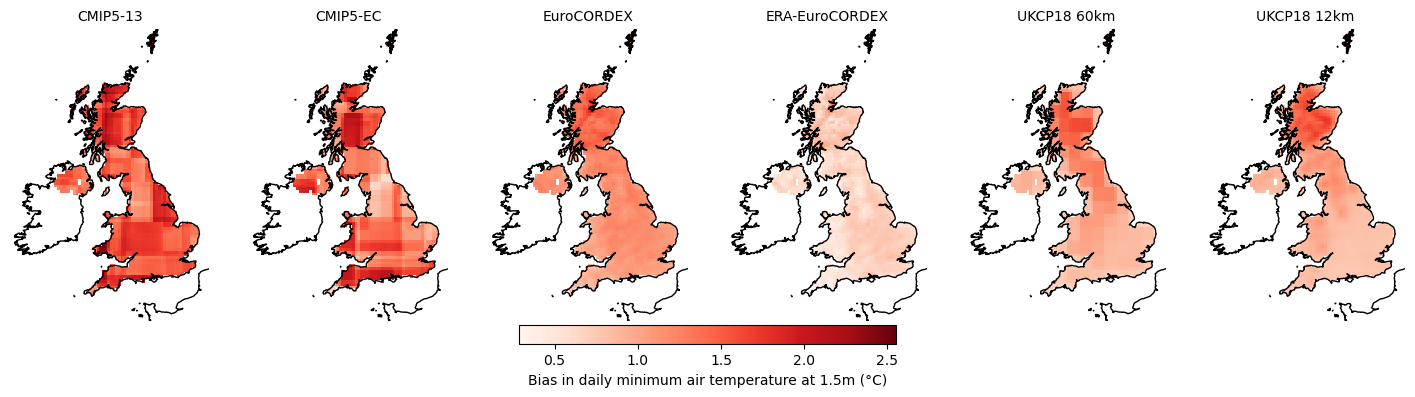 CMIP5-13 CMIP5-EC EuroCORDEX ERA-EuroCORDEX UKCP18 60km UKCP18 12km
0.5 1.0 1.5 2.0 2.5
Bias in daily minimum air temperature at 1.5m (°C)